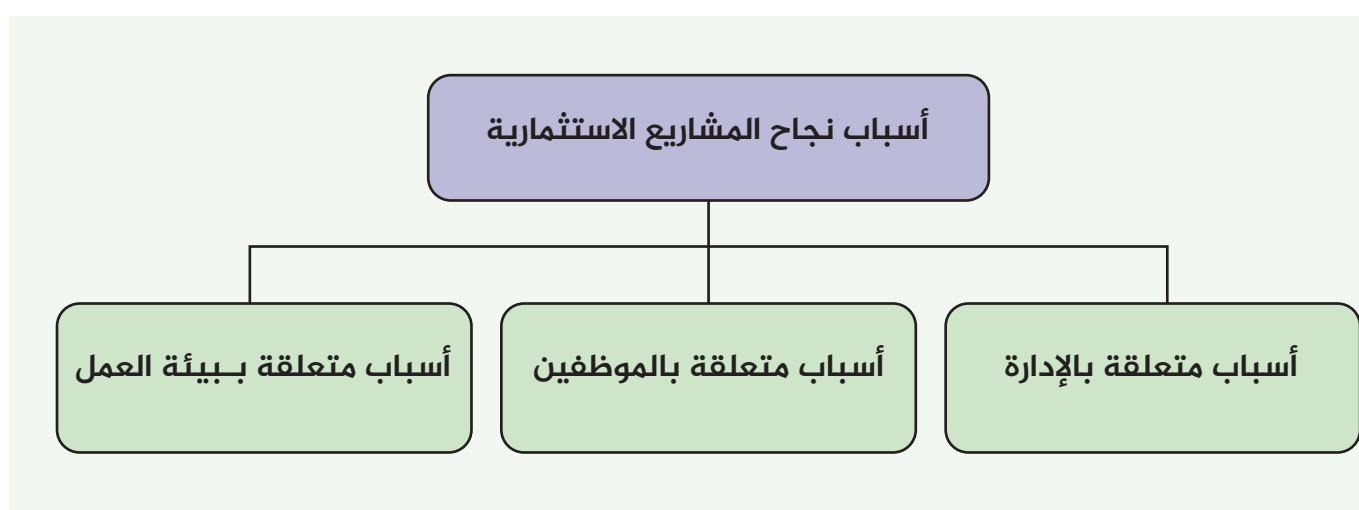 أسباب نجاح المشاريع الاستثمارية
أسباب متعلقة بالإدارة
أسباب متعلقة بالموظفين
أسباب متعلقة بـبيئة العمل